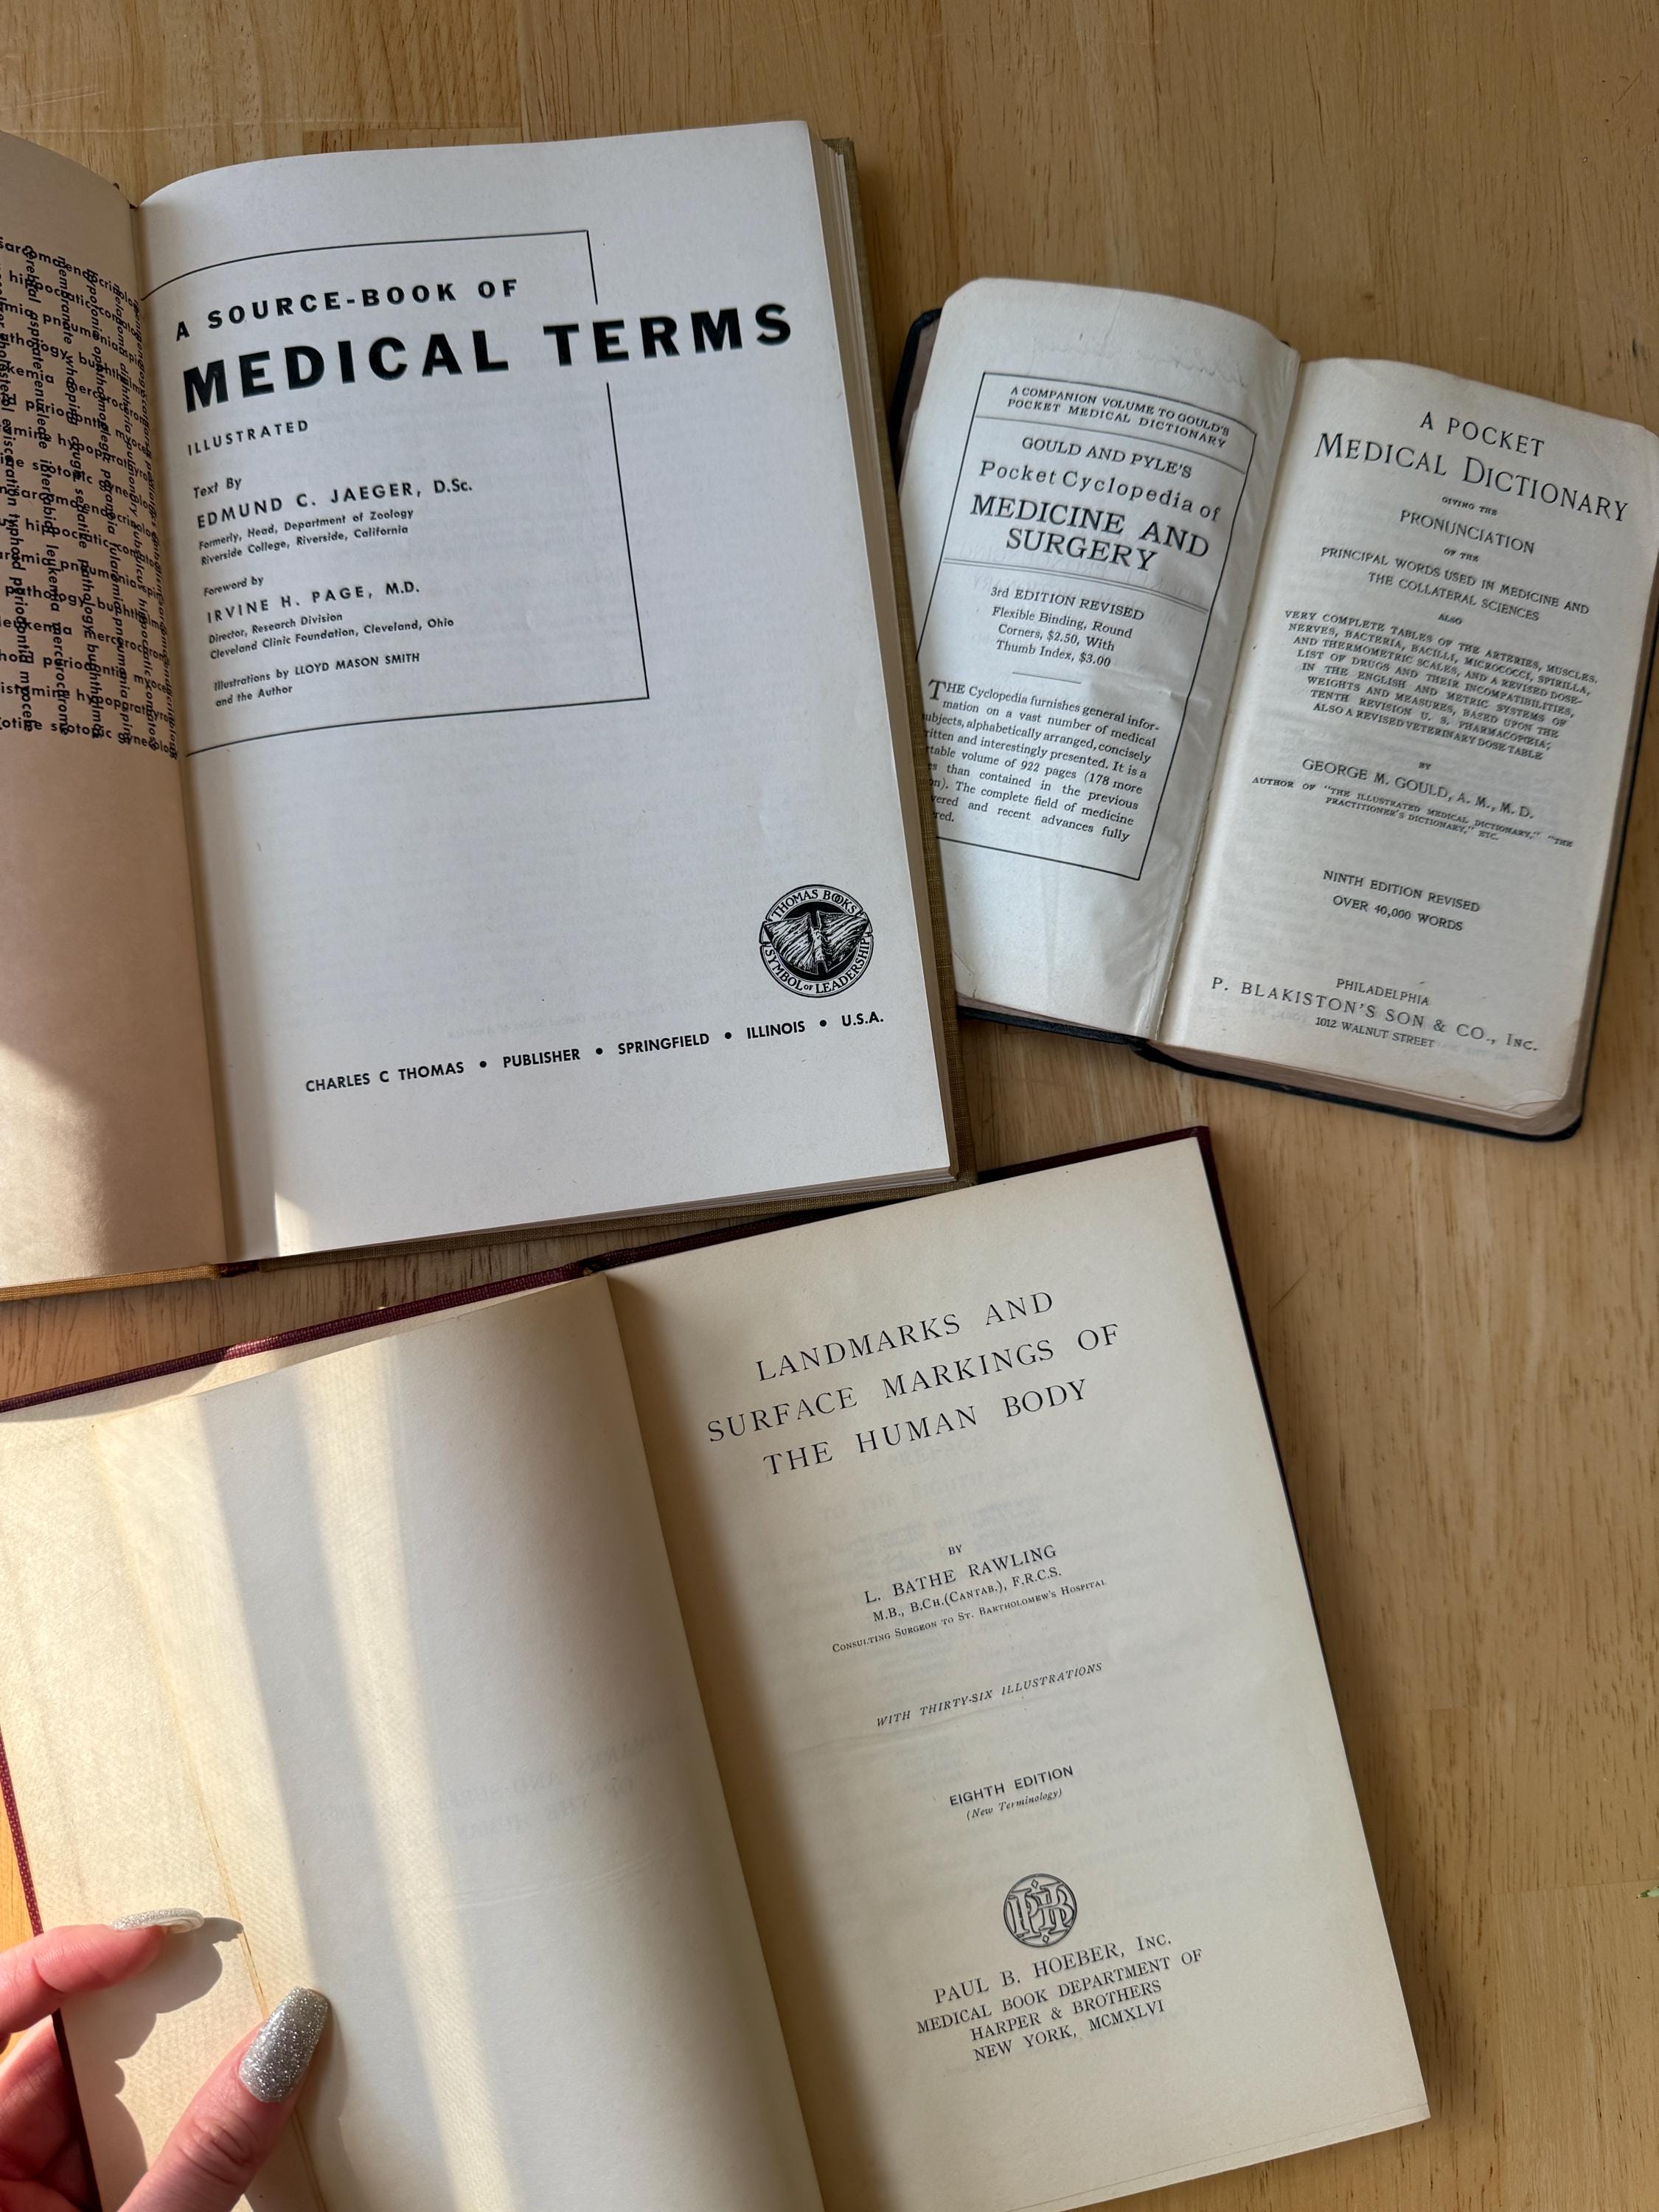 A SOURCE-BOOK OF
MEDICAL TERMS
ILLUSTRATED
Text By
EDMUND C. JAEGER, D.Sc.
Formerly, Head, Department of Zoology
Riverside College, Riverside, California
Foreword by
IRVINE H. PAGE, M.D.
Director, Research Division
Cleveland Clinic Foundation, Cleveland, Ohio
Illustrations by LLOYD MASON SMITH
and the Author
THOMAS BOOKS
SYMBOL OF LEADERSHIP
CHARLES C THOMAS • PUBLISHER • SPRINGFIELD • ILLINOIS • U.S.A.
A COMPANION VOLUME TO GOULD'S
POCKET MEDICAL DICTIONARY
GOULD AND PYLE'S
Pocket Cyclopedia of
MEDICINE AND
SURGERY
3rd EDITION REVISED
Flexible Binding, Round
Corners, $2.50, With
Thumb Index, $3.00
THE Cyclopedia furnishes general infor-
mation on a vast number of medical
subjects, alphabetically arranged, concisely
written and interestingly presented. It is a
table volume of 922 pages (178 more
than contained in the previous
The complete field of medicine
and recent advances fully
A POCKET
MEDICAL DICTIONARY
GIVING THE
PRONUNCIATION
OF THE
PRINCIPAL WORDS USED IN MEDICINE AND
THE COLLATERAL SCIENCES
ALSO
VERY COMPLETE TABLES OF THE ARTERIES, MUSCLES,
NERVES, BACTERIA, BACILLI, MICROCOCCI, SPIRILLA,
AND THERMOMETRIC SCALES, AND A REVISED DOSE-
LIST OF DRUGS AND THEIR INCOMPATIBILITIES,
IN THE ENGLISH AND METRIC SYSTEMS OF
WEIGHTS AND MEASURES, BASED UPON THE
TENTH REVISION U. S. PHARMACOPŒIA;
ALSO A REVISED VETERINARY DOSE TABLE
BY
GEORGE M. GOULD, A. M., M. D.
AUTHOR OF "THE ILLUSTRATED MEDICAL DICTIONARY," "THE
PRACTITIONER'S DICTIONARY," ETC.
NINTH EDITION REVISED
OVER 40,000 WORDS
PHILADELPHIA
P. BLAKISTON'S SON & CO., INC.
1012 WALNUT STREET
LANDMARKS AND
SURFACE MARKINGS OF
THE HUMAN BODY
BY
L. BATHE RAWLING
M.B., B.CH.(CANTAB.), F.R.C.S.
CONSULTING SURGEON TO ST. BARTHOLOMEW'S HOSPITAL
WITH THIRTY-SIX ILLUSTRATIONS
EIGHTH EDITION
(New Terminology)
PBH
PAUL B. HOEBER, INC.
MEDICAL BOOK DEPARTMENT OF
HARPER & BROTHERS
NEW YORK, MCMXLVI